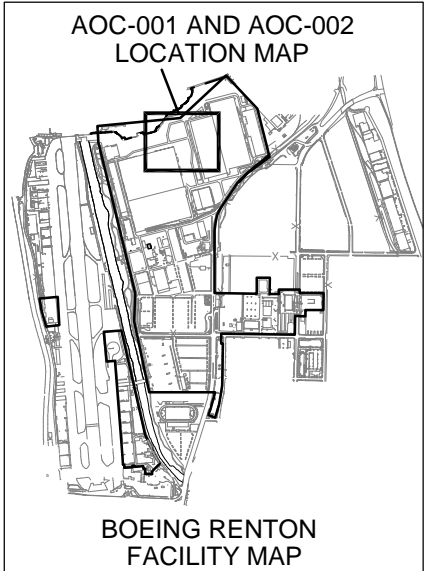 AOC-001 AND AOC-002
LOCATION MAP
BOEING RENTON
FACILITY MAP